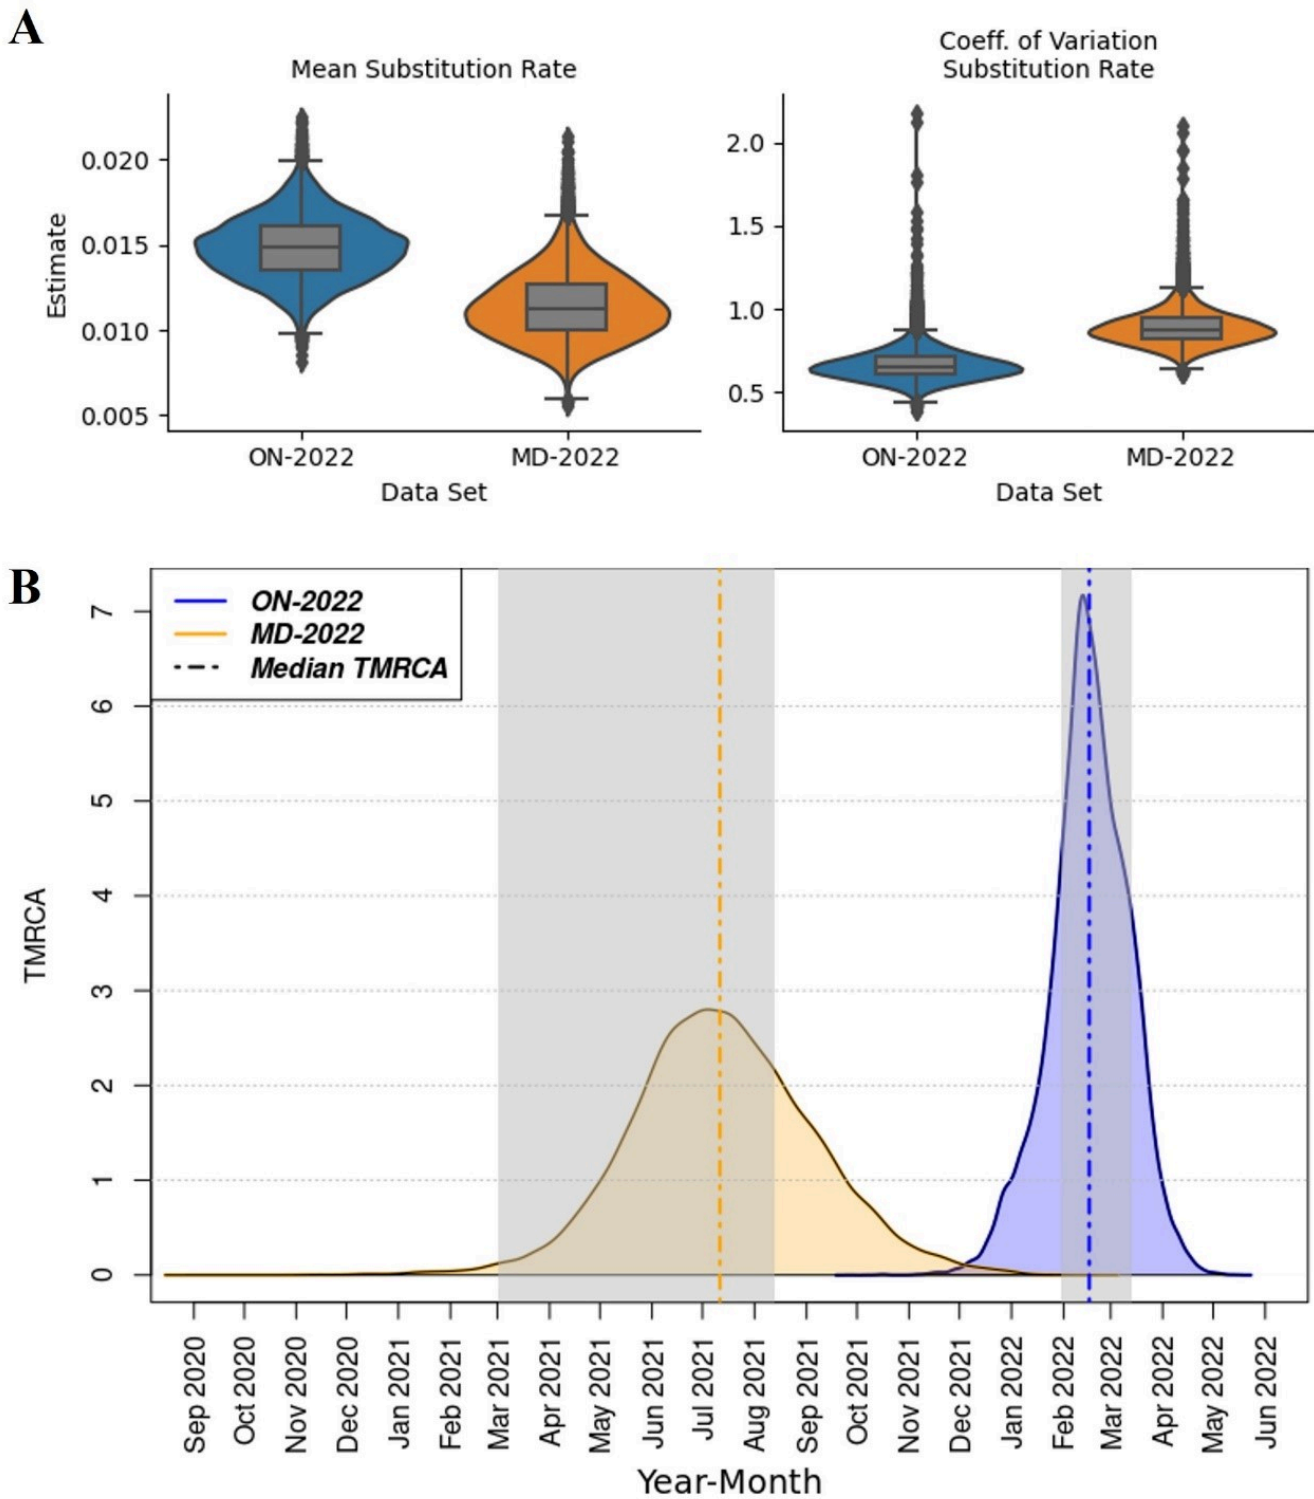 A
Mean Substitution Rate
Coeff. of Variation
Substitution Rate
Estimate
0.020
0.015
0.010
0.005
ON-2022
MD-2022
Data Set
2.0
1.5
1.0
0.5
ON-2022
MD-2022
Data Set
B
ON-2022
MD-2022
Median TMRCA
TMRCA
7
6
5
4
3
2
1
0
Sep 2020
Oct 2020
Nov 2020
Dec 2020
Jan 2021
Feb 2021
Mar 2021
Apr 2021
May 2021
Jun 2021
Jul 2021
Aug 2021
Sep 2021
Oct 2021
Nov 2021
Dec 2021
Jan 2022
Feb 2022
Mar 2022
Apr 2022
May 2022
Jun 2022
Year-Month